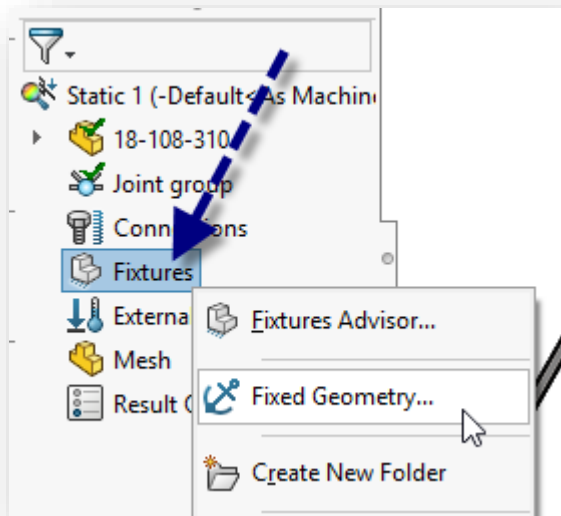 Static 1 (-Default<As Machin
18-108-310
Joint group
Connections
Fixtures
Externa
Fixtures Advisor...
Mesh
Fixed Geometry...
Result
Create New Folder